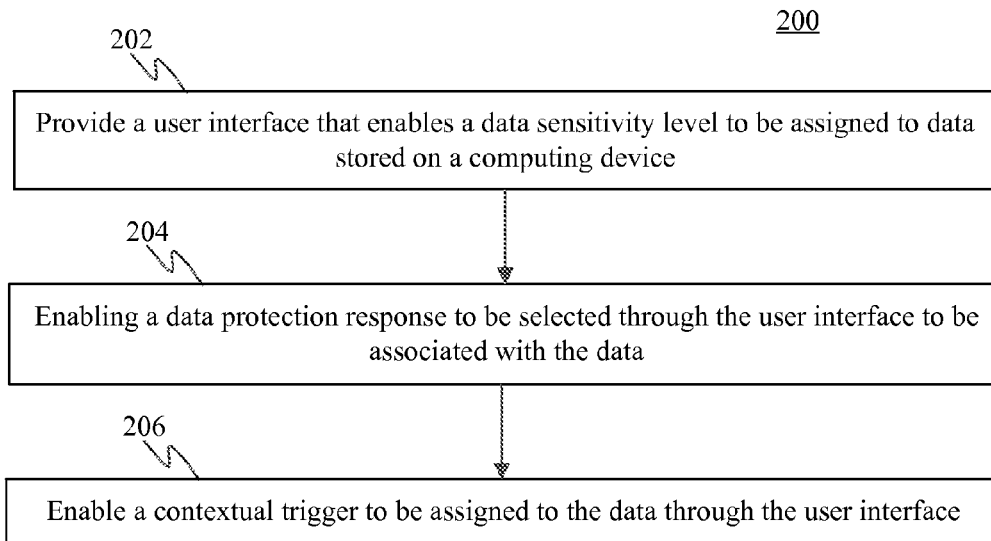 200
202
Provide a user interface that enables a data sensitivity level to be assigned to data
stored on a computing device
204
Enabling a data protection response to be selected through the user interface to be
associated with the data
206
Enable a contextual trigger to be assigned to the data through the user interface